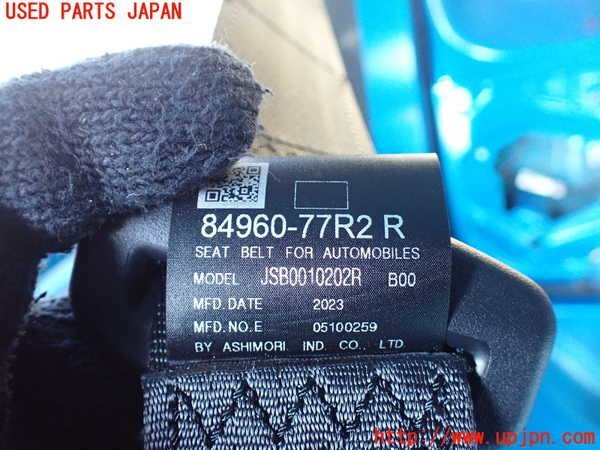 USED PARTS JAPAN
84960-77R2 R
SEAT BELT FOR AUTOMOBILES
MODEL JSB0010202R B00
MFD. DATE 2023
MFD. NO. E 05100259
BY ASHIMORI. IND. CO., LTD.
http://www.upjpn.com/